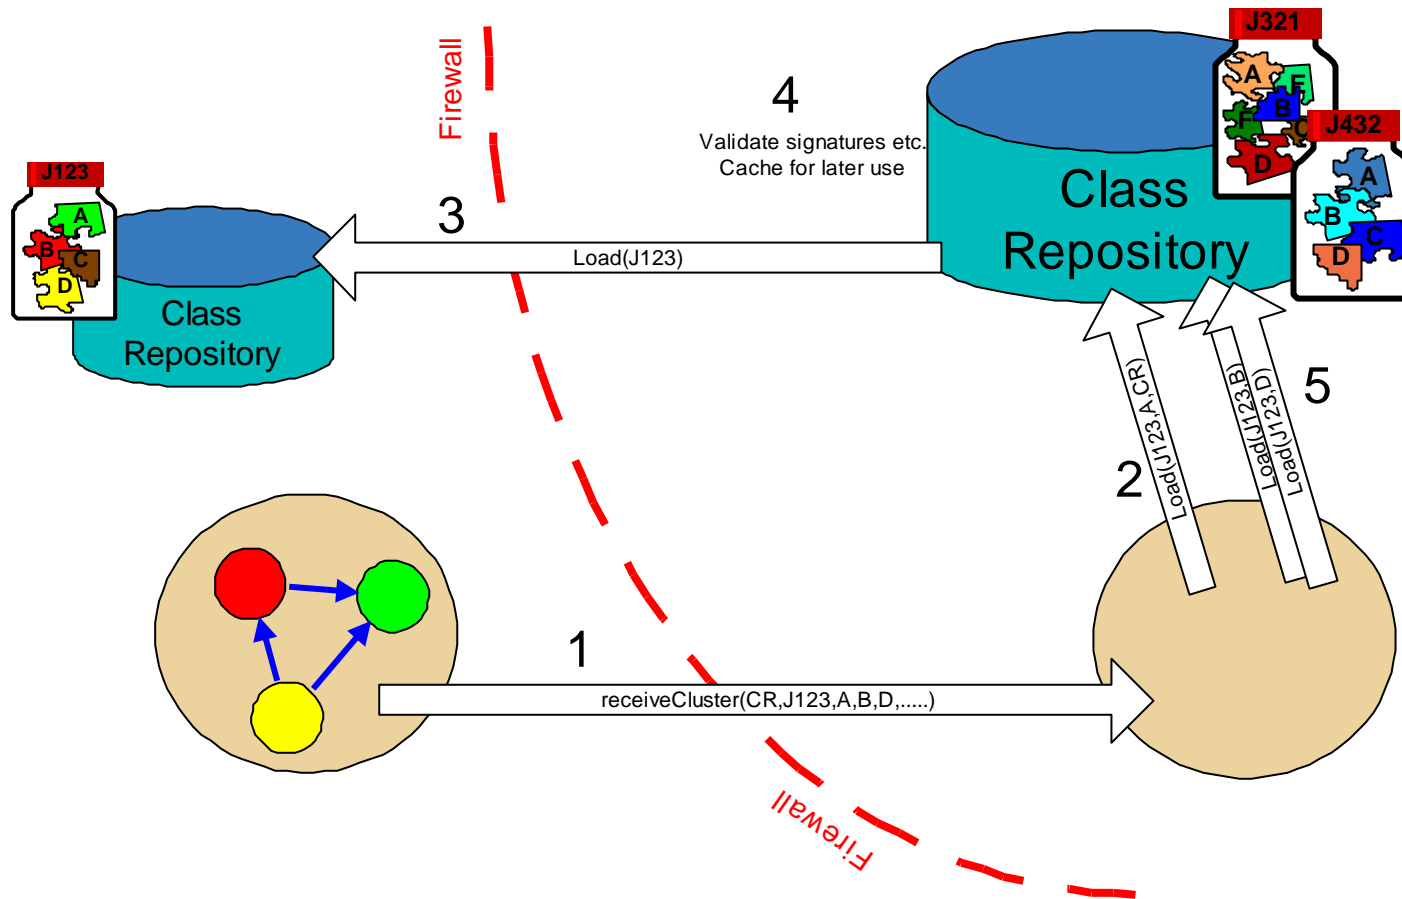 J321
A
E
B
F
C
D
J432
A
B
C
D
Firewall
4
Validate signatures etc.
Cache for later use
Class
Repository
J123
A
B
C
D
3
Load(J123)
Class
Repository
Load(J123,A,CR)
Load(J123,B)
Load(J123,D)
5
2
1
receiveCluster(CR,J123,A,B,D,.....)
Firewall